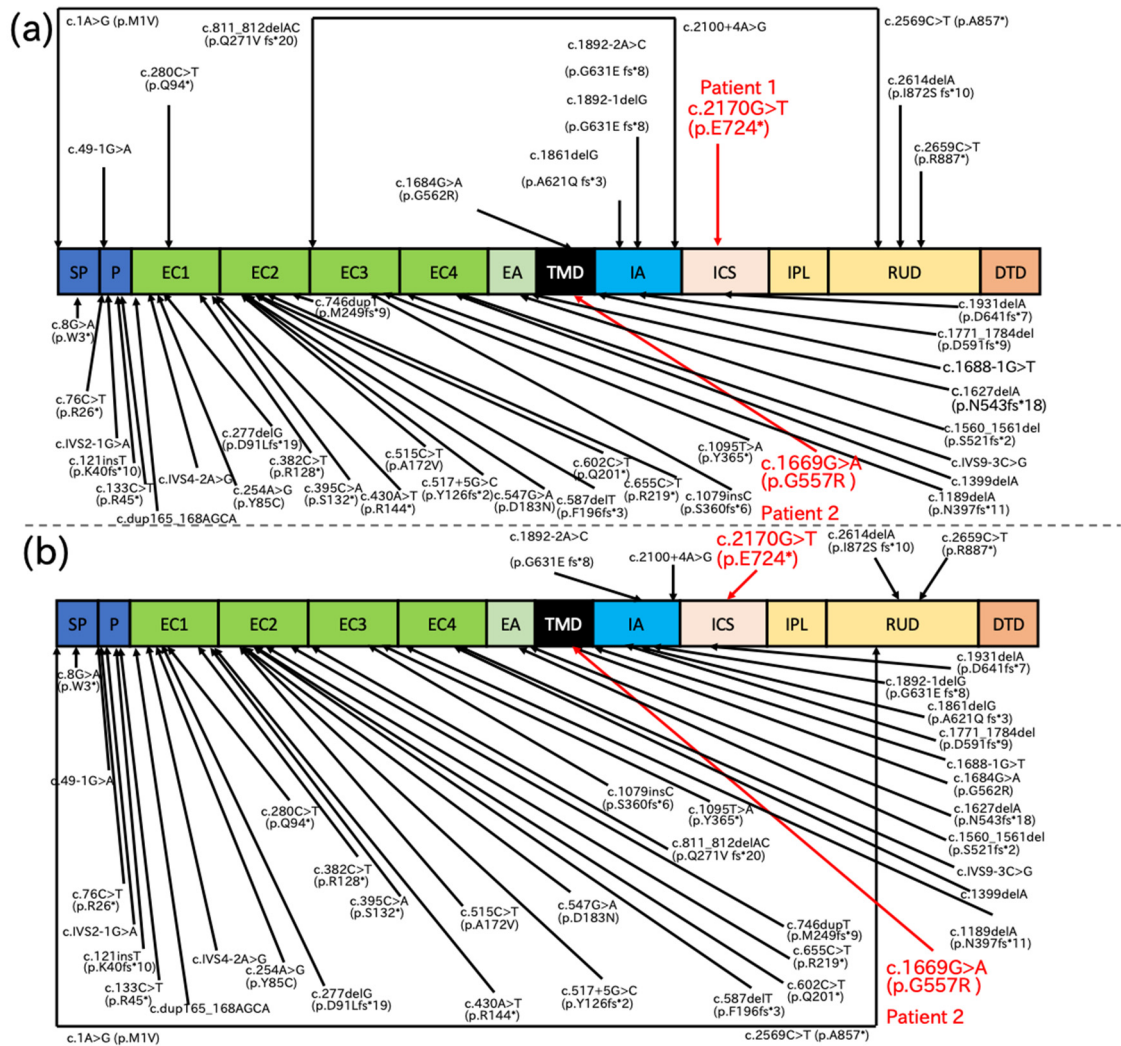 (a)
c.1A>G (p.M1V)
c.811_812delAC
(p.Q271V fs*20)
c.2100+4A>G
c.2569C>T (p.A857*)
c.1892-2A>C
(p.G631E fs*8)
c.280C>T
(p.Q94*)
c.1892-1delG
(p.G631E fs*8)
Patient 1
c.2170G>T
(p.E724*)
c.2614delA
(p.I872S fs*10)
c.49-1G>A
c.1861delG
(p.A621Q fs*3)
c.2659C>T
(p.R887*)
c.1684G>A
(p.G562R)
SP P EC1 EC2 EC3 EC4 EA TMD IA ICS IPL RUD DTD
c.8G>A
(p.W3*)
c.746dupT
(p.M249fs*9)
c.1931delA
(p.D641fs*7)
c.1771_1784del
(p.D591fs*9)
c.1688-1G>T
c.76C>T
(p.R26*)
c.1627delA
(p.N543fs*18)
c.IVS2-1G>A
c.277delG
(p.D91Lfs*19)
c.515C>T
(p.A172V)
c.602C>T
(p.Q201*)
c.1095T>A
(p.Y365*)
c.1560_1561del
(p.S521fs*2)
c.121insT
(p.K40fs*10)
c.382C>T
(p.R128*)
c.1669G>A
(p.G557R )
c.IVS9-3C>G
c.133C>T
(p.R45*)
c.IVS4-2A>G
c.254A>G
(p.Y85C)
c.395C>A
(p.S132*)
c.430A>T
(p.R144*)
c.517+5G>C
(p.Y126fs*2)
c.547G>A
(p.D183N)
c.587delT
(p.F196fs*3)
c.655C>T
(p.R219*)
c.1079insC
(p.S360fs*6)
c.1399delA
c.1189delA
(p.N397fs*11)
c.dup165_168AGCA
Patient 2
(b)
c.1892-2A>C
(p.G631E fs*8)
c.2100+4A>G
c.2170G>T
(p.E724*)
c.2614delA
(p.I872S fs*10)
c.2659C>T
(p.R887*)
SP P EC1 EC2 EC3 EC4 EA TMD IA ICS IPL RUD DTD
c.8G>A
(p.W3*)
c.1931delA
(p.D641fs*7)
c.1892-1delG
(p.G631E fs*8)
c.1861delG
(p.A621Q fs*3)
c.1771_1784del
(p.D591fs*9)
c.49-1G>A
c.1688-1G>T
c.280C>T
(p.Q94*)
c.1079insC
(p.S360fs*6)
c.1095T>A
(p.Y365*)
c.1684G>A
(p.G562R)
c.1627delA
(p.N543fs*18)
c.811_812delAC
(p.Q271V fs*20)
c.1560_1561del
(p.S521fs*2)
c.382C>T
(p.R128*)
c.IVS9-3C>G
c.76C>T
(p.R26*)
c.395C>A
(p.S132*)
c.515C>T
(p.A172V)
c.547G>A
(p.D183N)
c.1399delA
c.IVS2-1G>A
c.746dupT
(p.M249fs*9)
c.1189delA
(p.N397fs*11)
c.121insT
(p.K40fs*10)
c.IVS4-2A>G
c.254A>G
(p.Y85C)
c.655C>T
(p.R219*)
c.1669G>A
(p.G557R )
c.133C>T
(p.R45*)
c.277delG
(p.D91Lfs*19)
c.430A>T
(p.R144*)
c.517+5G>C
(p.Y126fs*2)
c.587delT
(p.F196fs*3)
c.602C>T
(p.Q201*)
c.dupT65_168AGCA
Patient 2
c.1A>G (p.M1V)
c.2569C>T (p.A857*)